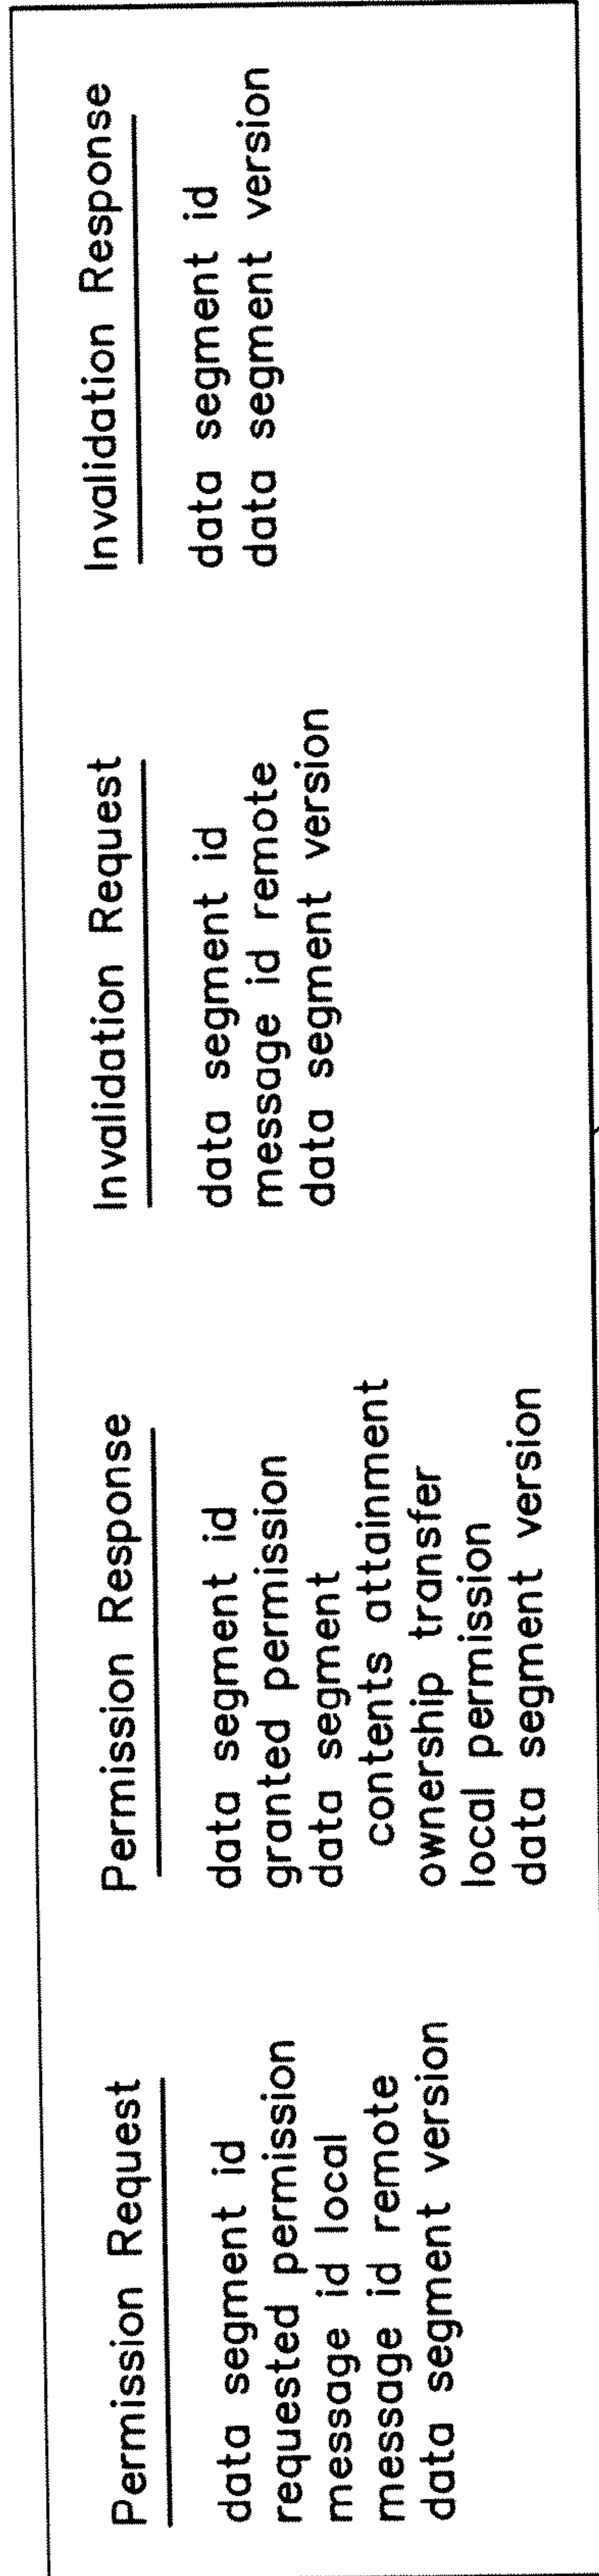 Permission Request
data segment id
requested permission
message id local
message id remote
data segment version
Permission Response
data segment id
granted permission
data segment
contents attainment
ownership transfer
local permission
data segment version
Invalidation Request
data segment id
message id remote
data segment version
Invalidation Response
data segment id
data segment version